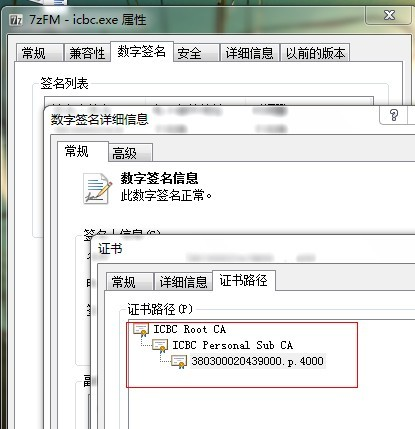 7zFM - icbc.exe 属性
常规 兼容性 数字签名 安全 详细信息 以前的版本
签名列表
数字签名详细信息
常规 高级
数字签名信息
此数字签名正常。
证书
常规 详细信息 证书路径
证书路径(P)
ICBC Root CA
ICBC Personal Sub CA
380300020439000.p.4000